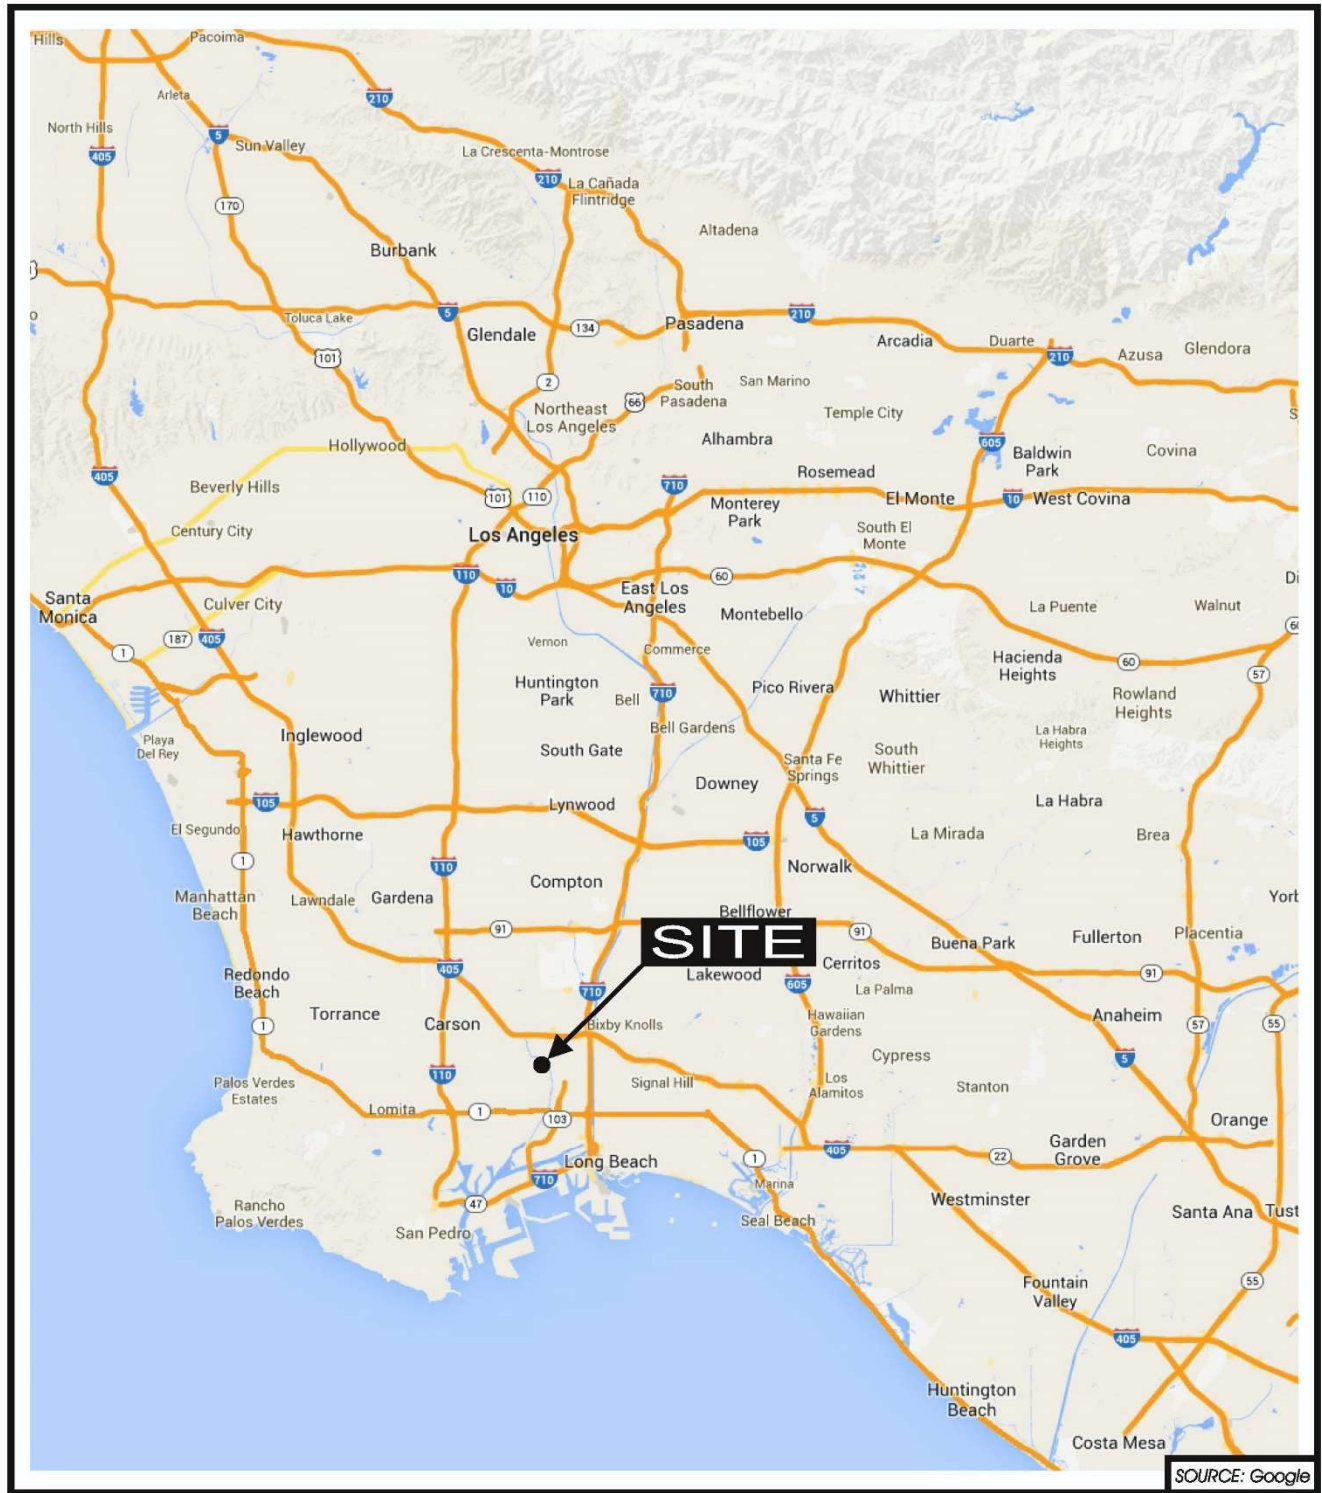 Hills
Pacoima
Arleta
210
North Hills
5
Sun Valley
405
La Crescenta-Montrose
210
La Cañada
Flintridge
170
Altadena
Burbank
5
Toluca Lake
Glendale
134
Pasadena
210
101
Arcadia
Duarte
210
Azusa
Glendora
2
66
South
Pasadena
San Marino
Northeast
Los Angeles
Temple City
Hollywood
Alhambra
605
Baldwin
Park
Covina
405
Beverly Hills
101
110
710
Rosemead
Monterey
Park
El Monte
10
West Covina
Century City
Los Angeles
South El
Monte
110
10
60
Santa
Monica
Culver City
East Los
Angeles
Montebello
La Puente
Walnut
Di
60
187
405
1
Vernon
Commerce
Hacienda
Heights
60
57
Huntington
Park
Bell
710
Pico Rivera
Whittier
Rowland
Heights
Playa
Del Rey
Inglewood
Bell Gardens
South Gate
La Habra
Heights
Santa Fe
Springs
South
Whittier
Downey
105
Lynwood
5
La Habra
El Segundo
Hawthorne
105
La Mirada
Brea
1
110
Norwalk
Compton
Manhattan
Beach
Lawndale
Gardena
Yorb
Bellflower
91
SITE
91
Buena Park
Fullerton
Placentia
Redondo
Beach
405
Lakewood
Cerritos
91
710
605
La Palma
Torrance
Carson
Bixby Knolls
Hawaiian
Gardens
Anaheim
57
55
1
Cypress
5
110
Palos Verdes
Estates
Signal Hill
Los
Alamitos
Stanton
Lomita
1
103
Orange
Long Beach
1
405
22
Garden
Grove
710
Marina
Rancho
Palos Verdes
47
Westminster
Santa Ana
Tust
San Pedro
Seal Beach
Fountain
Valley
55
405
Huntington
Beach
Costa Mesa
SOURCE: Google